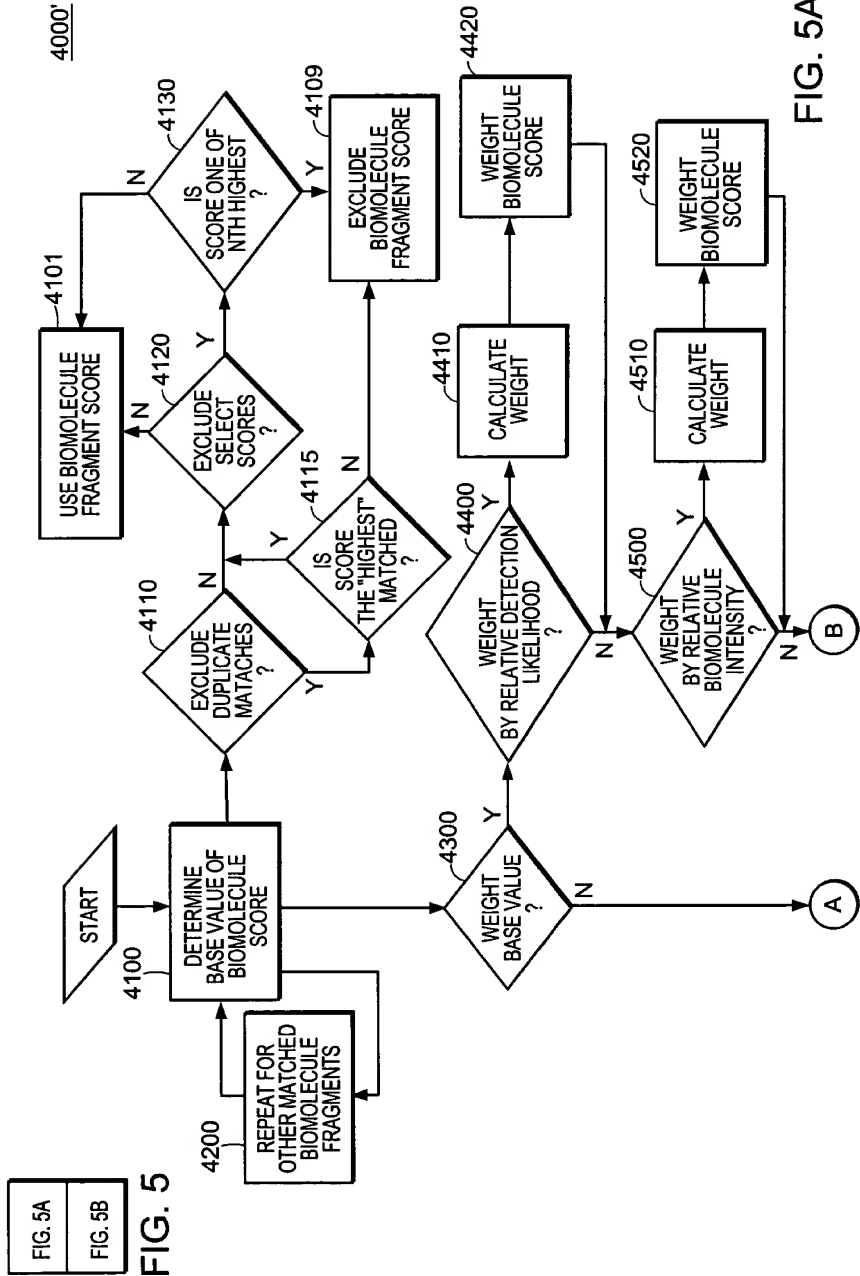 FIG. 5A
FIG. 5B
FIG. 5
4000'
START
4100
DETERMINE
BASE VALUE OF
BIOMOLECULE
SCORE
4200
REPEAT FOR
OTHER MATCHED
BIOMOLECULE
FRAGMENTS
4110
EXCLUDE
DUPLICATE
MATACHES
?
N
Y
4101
USE BIOMOLECULE
FRAGMENT SCORE
4120
EXCLUDE
SELECT
SCORES
?
N
Y
4115
IS
SCORE
THE "HIGHEST"
MATCHED
?
Y
N
4130
IS
SCORE ONE OF
NTH HIGHEST
?
N
Y
4109
EXCLUDE
BIOMOLECULE
FRAGMENT SCORE
4300
WEIGHT
BASE VALUE
?
Y
N
4400
WEIGHT
BY RELATIVE DETECTION
LIKELIHOOD
?
Y
N
4410
CALCULATE
WEIGHT
4420
WEIGHT
BIOMOLECULE
SCORE
4500
WEIGHT
BY RELATIVE
BIOMOLECULE
INTENSITY
?
Y
N
4510
CALCULATE
WEIGHT
4520
WEIGHT
BIOMOLECULE
SCORE
A
B
FIG. 5A